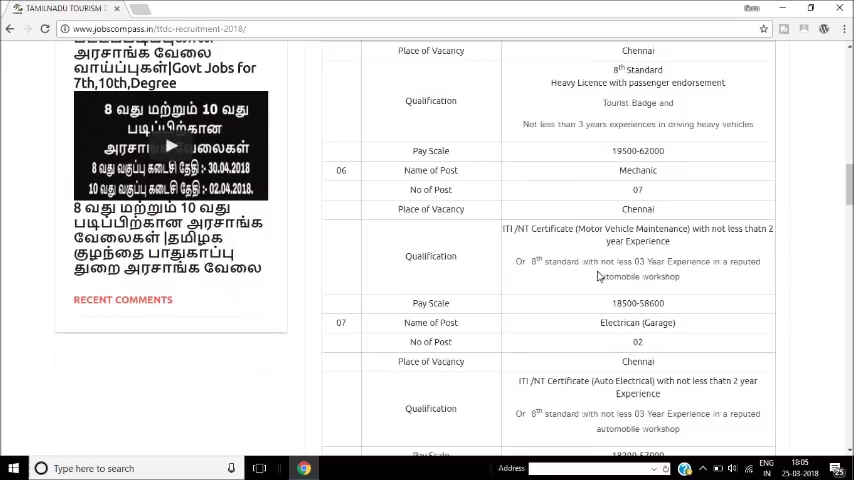 TAMILNADU TOURISM D
www.jobscompass.in/ttdc-recruitment-2018/
அரசாங்க வேலை
வாய்ப்புகள்|Govt Jobs for
7th,10th,Degree
8 வது மற்றும் 10 வது
படிப்பிற்கான
அரசாங்க வேலைகள்
8 வது வகுப்பு கடைசி தேதி :- 30.04.2018
10 வது வகுப்பு கடைசி தேதி :- 02.04.2018.
8 வது மற்றும் 10 வது
படிப்பிற்கான அரசாங்க
வேலைகள் |தமிழக
குழந்தை பாதுகாப்பு
துறை அரசாங்க வேலை
RECENT COMMENTS
Place of Vacancy Chennai
Qualification
8th Standard
Heavy Licence with passenger endorsement
Tourist Badge and
Not less than 3 years experiences in driving heavy vehicles
Pay Scale 19500-62000
06 Name of Post Mechanic
No of Post 07
Place of Vacancy Chennai
Qualification
ITI /NT Certificate (Motor Vehicle Maintenance) with not less thatn 2
year Experience
Or 8th standard with not less 03 Year Experience in a reputed
automobile workshop
Pay Scale 18500-58600
07 Name of Post Electrican (Garage)
No of Post 02
Place of Vacancy Chennai
Qualification
ITI /NT Certificate (Auto Electrical) with not less thatn 2 year
Experience
Or 8th standard with not less 03 Year Experience in a reputed
automobile workshop
Pay Scale 18200-57900
Type here to search
Address
ENG
IN
18:05
25-03-2018
25